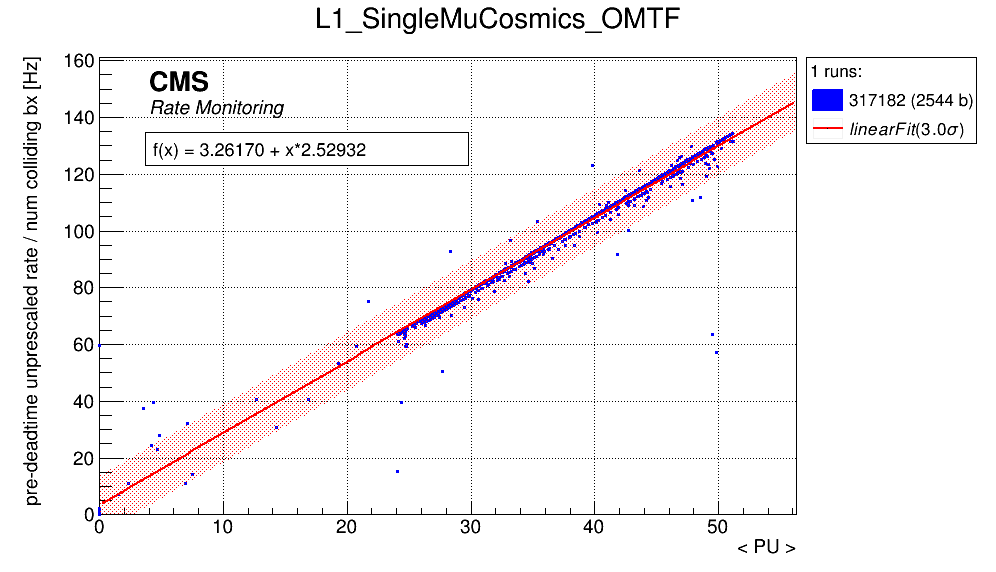 L1_SingleMuCosmics_OMTF
pre-deadtime unprescaled rate / num colliding bx [Hz]
160
140
120
100
80
60
40
20
0
CMS
Rate Monitoring
f(x) = 3.26170 + x*2.52932
1 runs:
317182 (2544 b)
linearFit(3.0σ)
0 10 20 30 40 50
< PU >